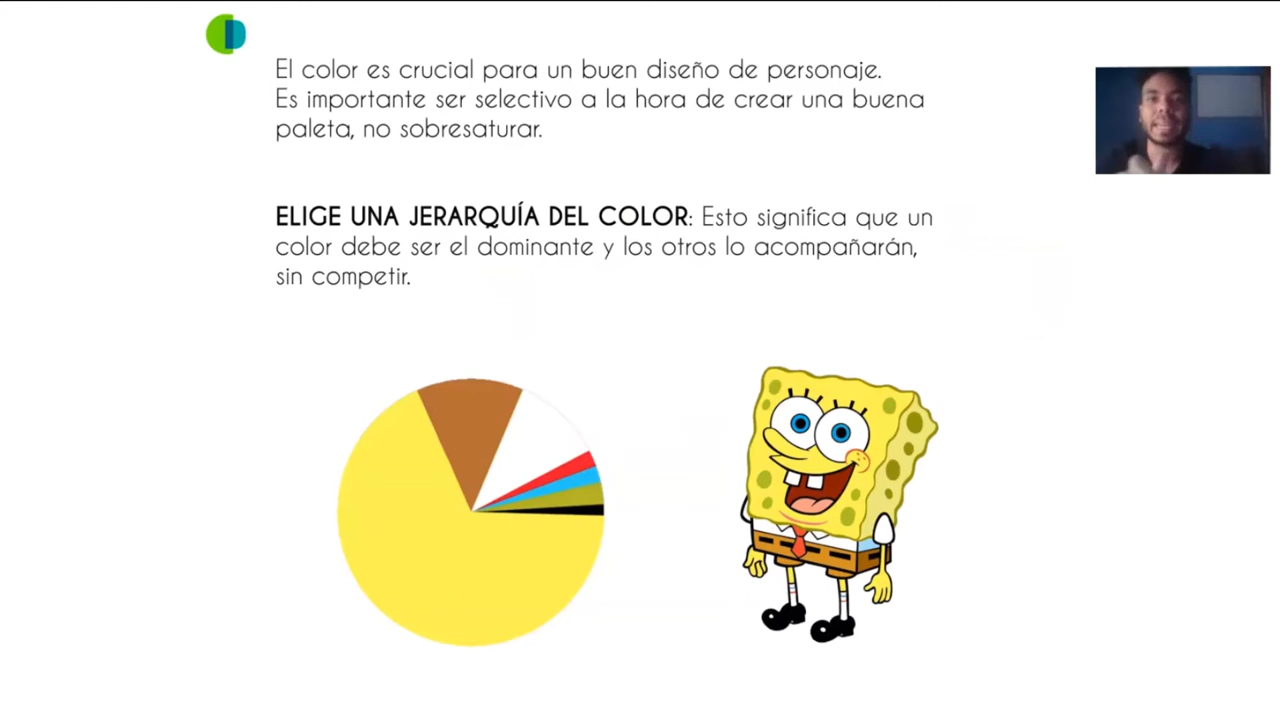 El color es crucial para un buen diseño de personaje.
Es importante ser selectivo a la hora de crear una buena
paleta, no sobresaturar.
ELIGE UNA JERARQUÍA DEL COLOR: Esto significa que un
color debe ser el dominante y los otros lo acompañarán,
sin competir.